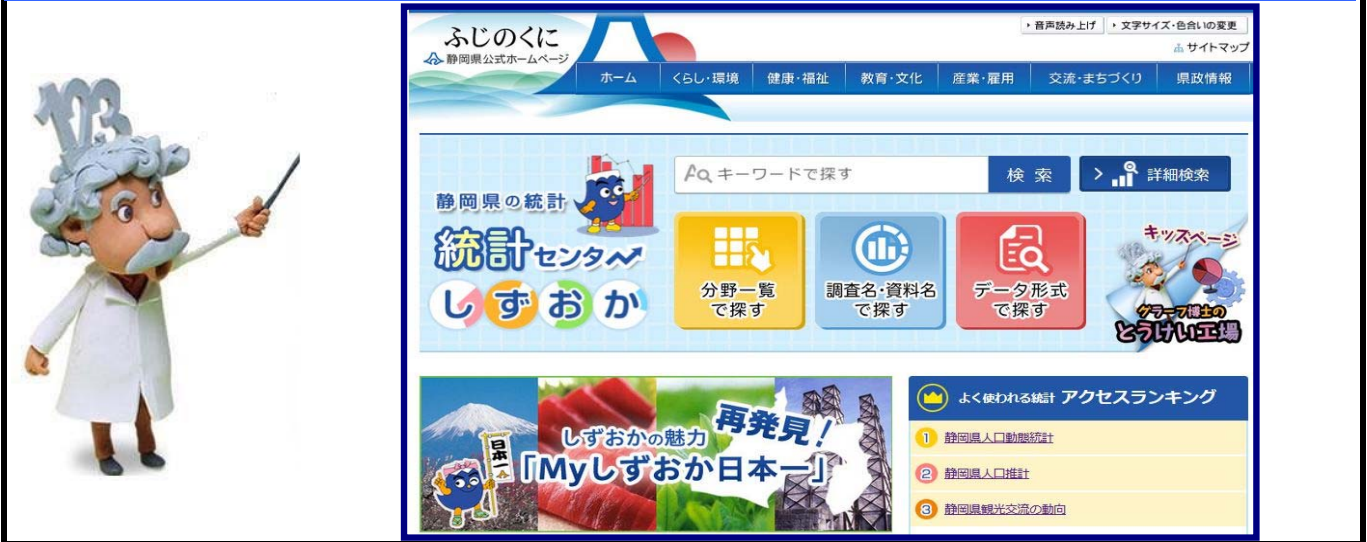 123
ふじのくに
静岡県公式ホームページ
音声読み上げ
文字サイズ・色合いの変更
サイトマップ
ホーム
くらし・環境
健康・福祉
教育・文化
産業・雇用
交流・まちづくり
県政情報
静岡県の統計
統計センター
しずおか
キーワードで探す
検索
詳細検索
分野一覧
で探す
調査名・資料名
で探す
データ形式
で探す
キッズページ
グラーフ博士の
とうけい工場
日本一
しずおかの魅力
再発見！
「Myしずおか日本一」
よく使われる統計 アクセスランキング
1 静岡県人口動態統計
2 静岡県人口推計
3 静岡県観光交流の動向